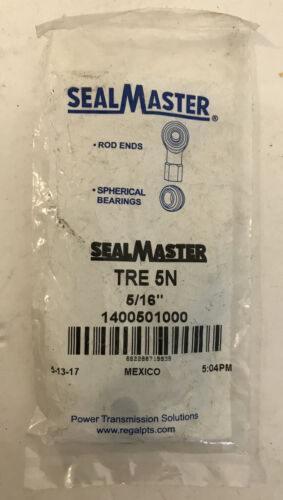 SEALMASTER®
• ROD ENDS
• SPHERICAL
BEARINGS
SEALMASTER
TRE 5N
5/16"
1400501000
5-13-17 MEXICO 5:04PM
Power Transmission Solutions
www.regalpts.com